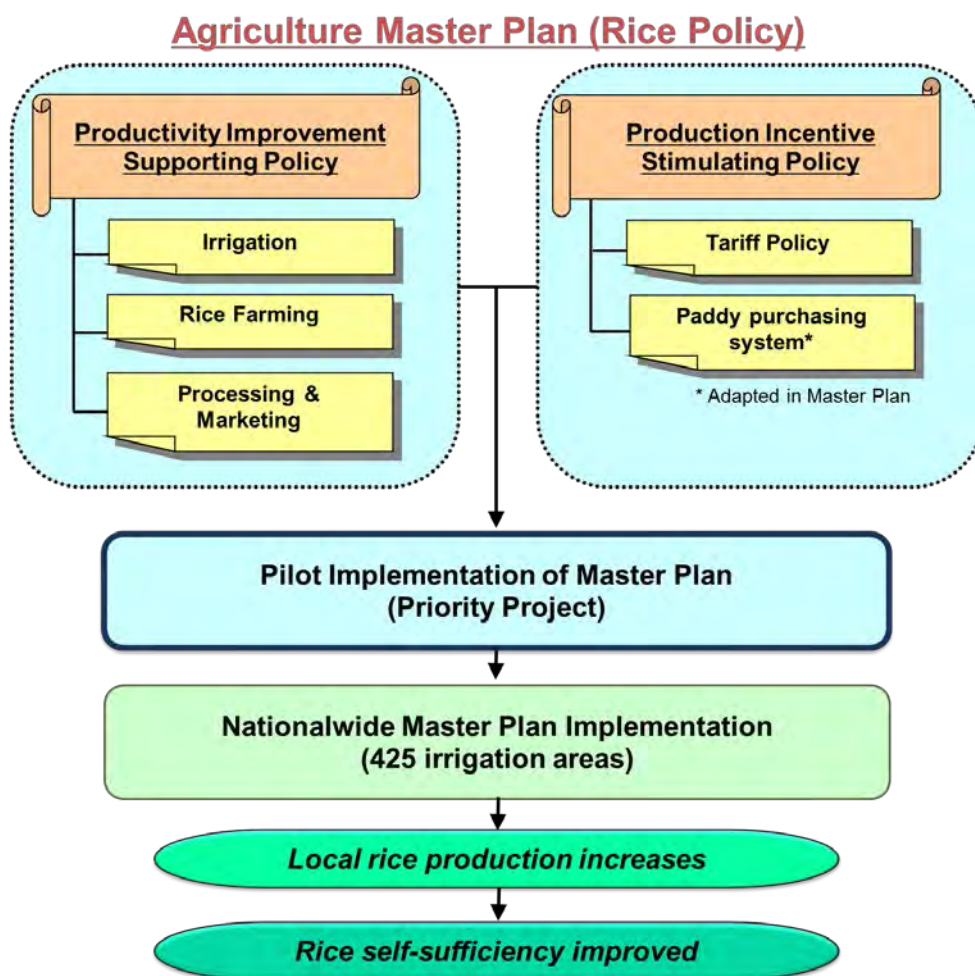 Agriculture Master Plan (Rice Policy)
Productivity Improvement
Supporting Policy
Irrigation
Rice Farming
Processing &
Marketing
Production Incentive
Stimulating Policy
Tariff Policy
Paddy purchasing
system*
* Adapted in Master Plan
Pilot Implementation of Master Plan
(Priority Project)
Nationalwide Master Plan Implementation
(425 irrigation areas)
Local rice production increases
Rice self-sufficiency improved